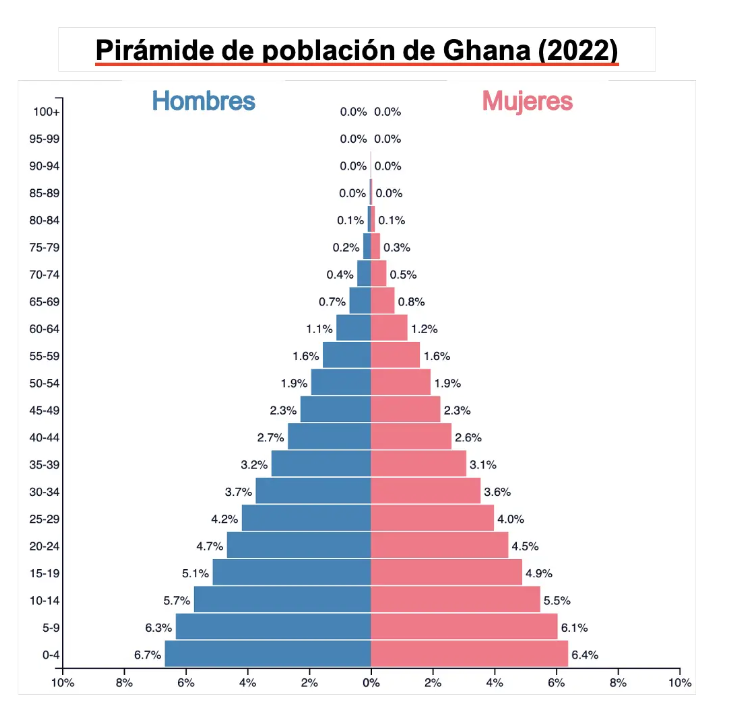 Pirámide de población de Ghana (2022)
Hombres Mujeres
100+ 0.0% 0.0%
95-99 0.0% 0.0%
90-94 0.0% 0.0%
85-89 0.0% 0.0%
80-84 0.1% 0.1%
75-79 0.2% 0.3%
70-74 0.4% 0.5%
65-69 0.7% 0.8%
60-64 1.1% 1.2%
55-59 1.6% 1.6%
50-54 1.9% 1.9%
45-49 2.3% 2.3%
40-44 2.7% 2.6%
35-39 3.2% 3.1%
30-34 3.7% 3.6%
25-29 4.2% 4.0%
20-24 4.7% 4.5%
15-19 5.1% 4.9%
10-14 5.7% 5.5%
5-9 6.3% 6.1%
0-4 6.7% 6.4%
10% 8% 6% 4% 2% 0% 2% 4% 6% 8% 10%